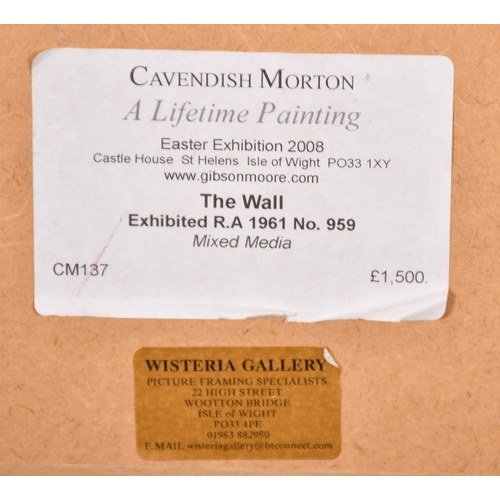 CAVENDISH MORTON
A Lifetime Painting
Easter Exhibition 2008
Castle House St Helens Isle of Wight PO33 1XY
www.gibsonmoore.com
The Wall
Exhibited R.A 1961 No. 959
Mixed Media
CM137 £1,500.
WISTERIA GALLERY
PICTURE FRAMING SPECIALISTS
22 HIGH STREET
WOOTTON BRIDGE
ISLE of WIGHT
PO33 4PE
01983 882980
E.MAIL wisteriagallery@btconnect.com